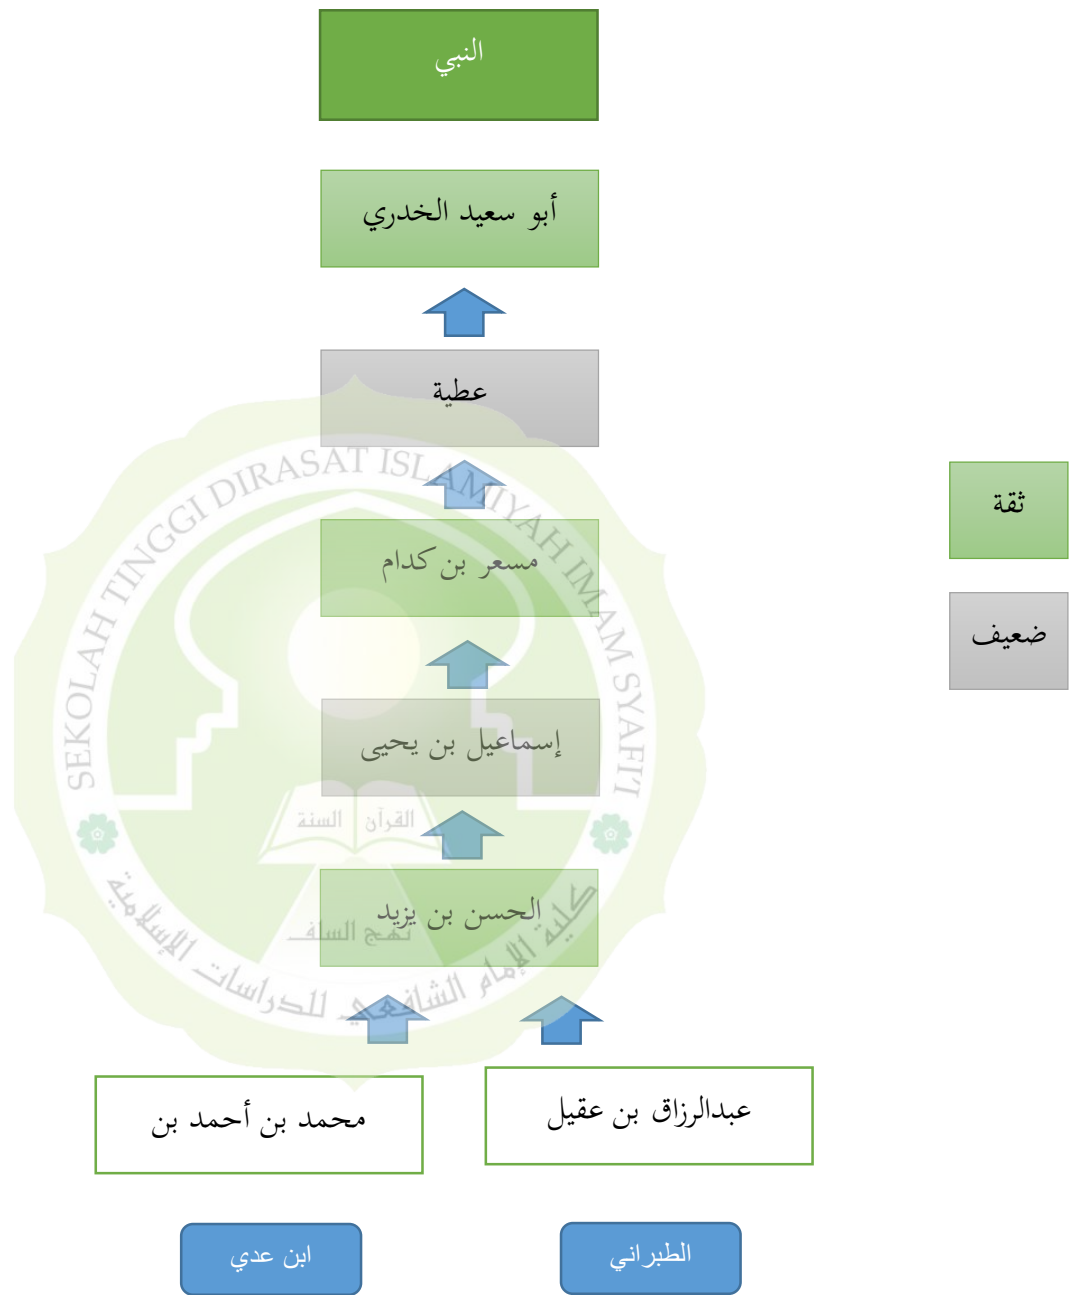 النبي
أبو سعيد الخدري
عطية
مسعر بن كدام
إسماعيل بن يحيى
الحسن بن يزيد
محمد بن أحمد بن
عبدالرزاق بن عقيل
ابن عدي
الطبراني
ثقة
ضعيف
SEKOLAH TINGGI DIRASAT ISLAMIYAH IMAM SYAFI'I
القرآن السنة
نهج السلف
كلية الإمام الشافعي للدراسات الإسلامية